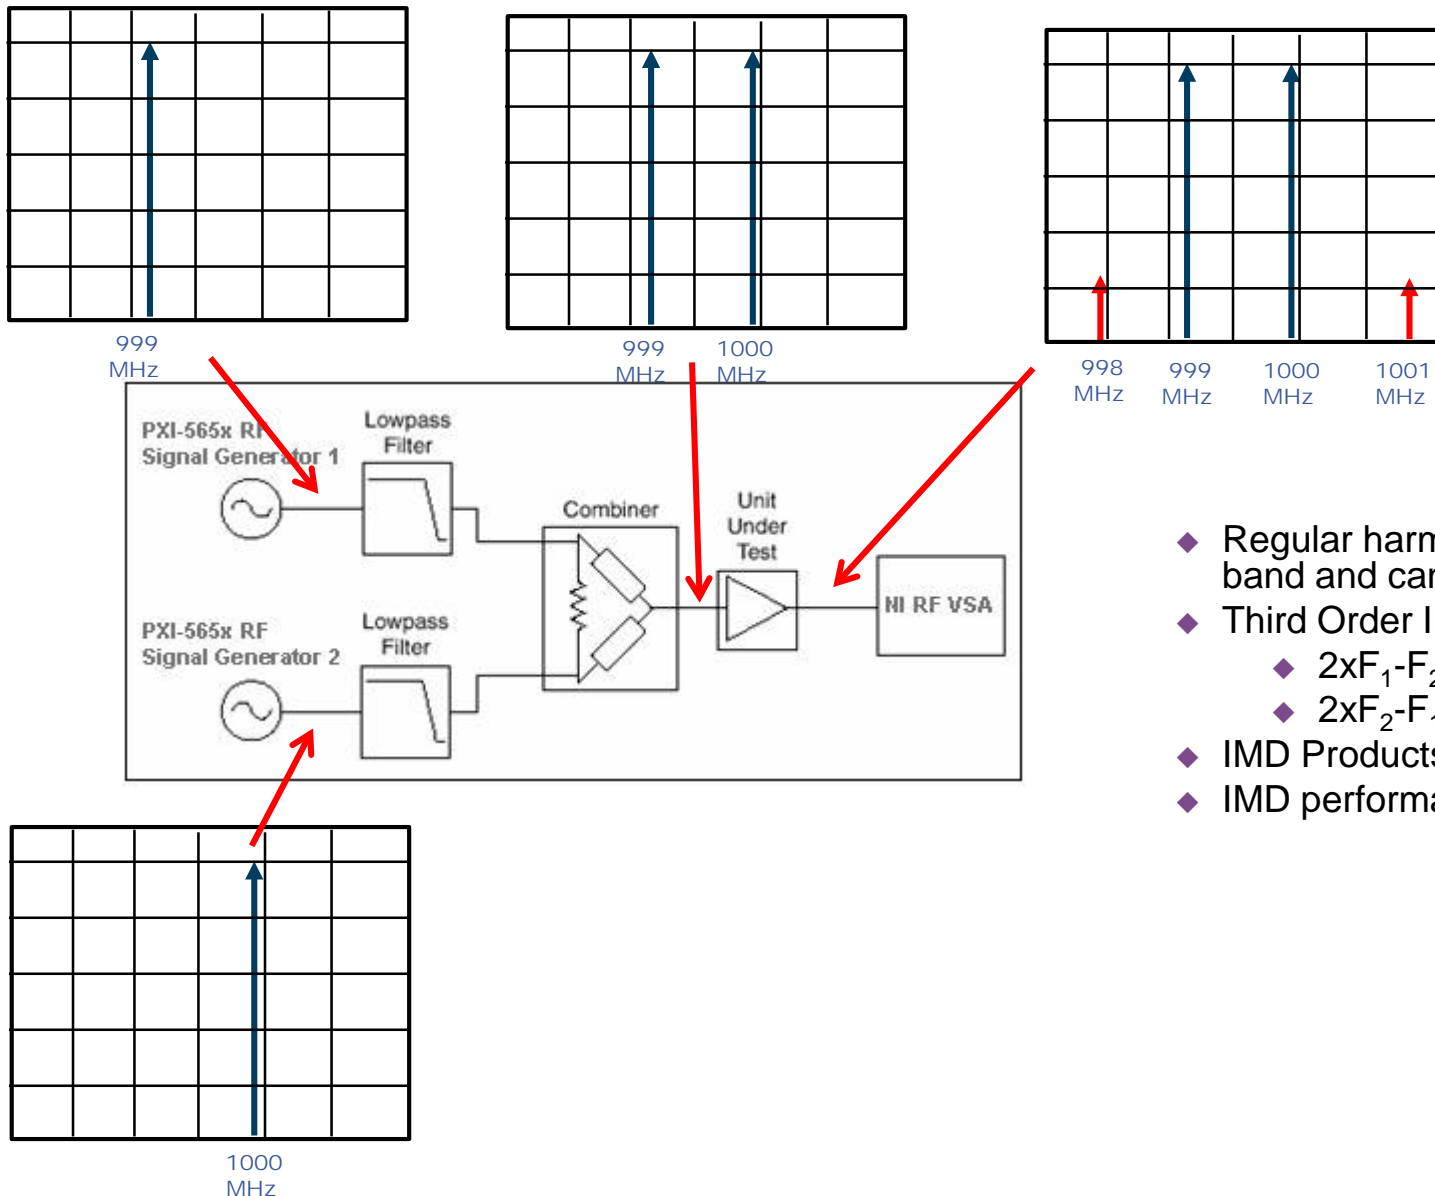 999
MHz
999
MHz
1000
MHz
998
MHz
999
MHz
1000
MHz
1001
MHz
PXI-565x RF
Signal Generator 1
Lowpass
Filter
Combiner
Unit
Under
Test
NI RF VSA
PXI-565x RF
Signal Generator 2
Lowpass
Filter
1000
MHz
◆ Regular harm
band and car
◆ Third Order I
◆ 2xF₁-F₂
◆ 2xF₂-F
◆ IMD Products
◆ IMD performa